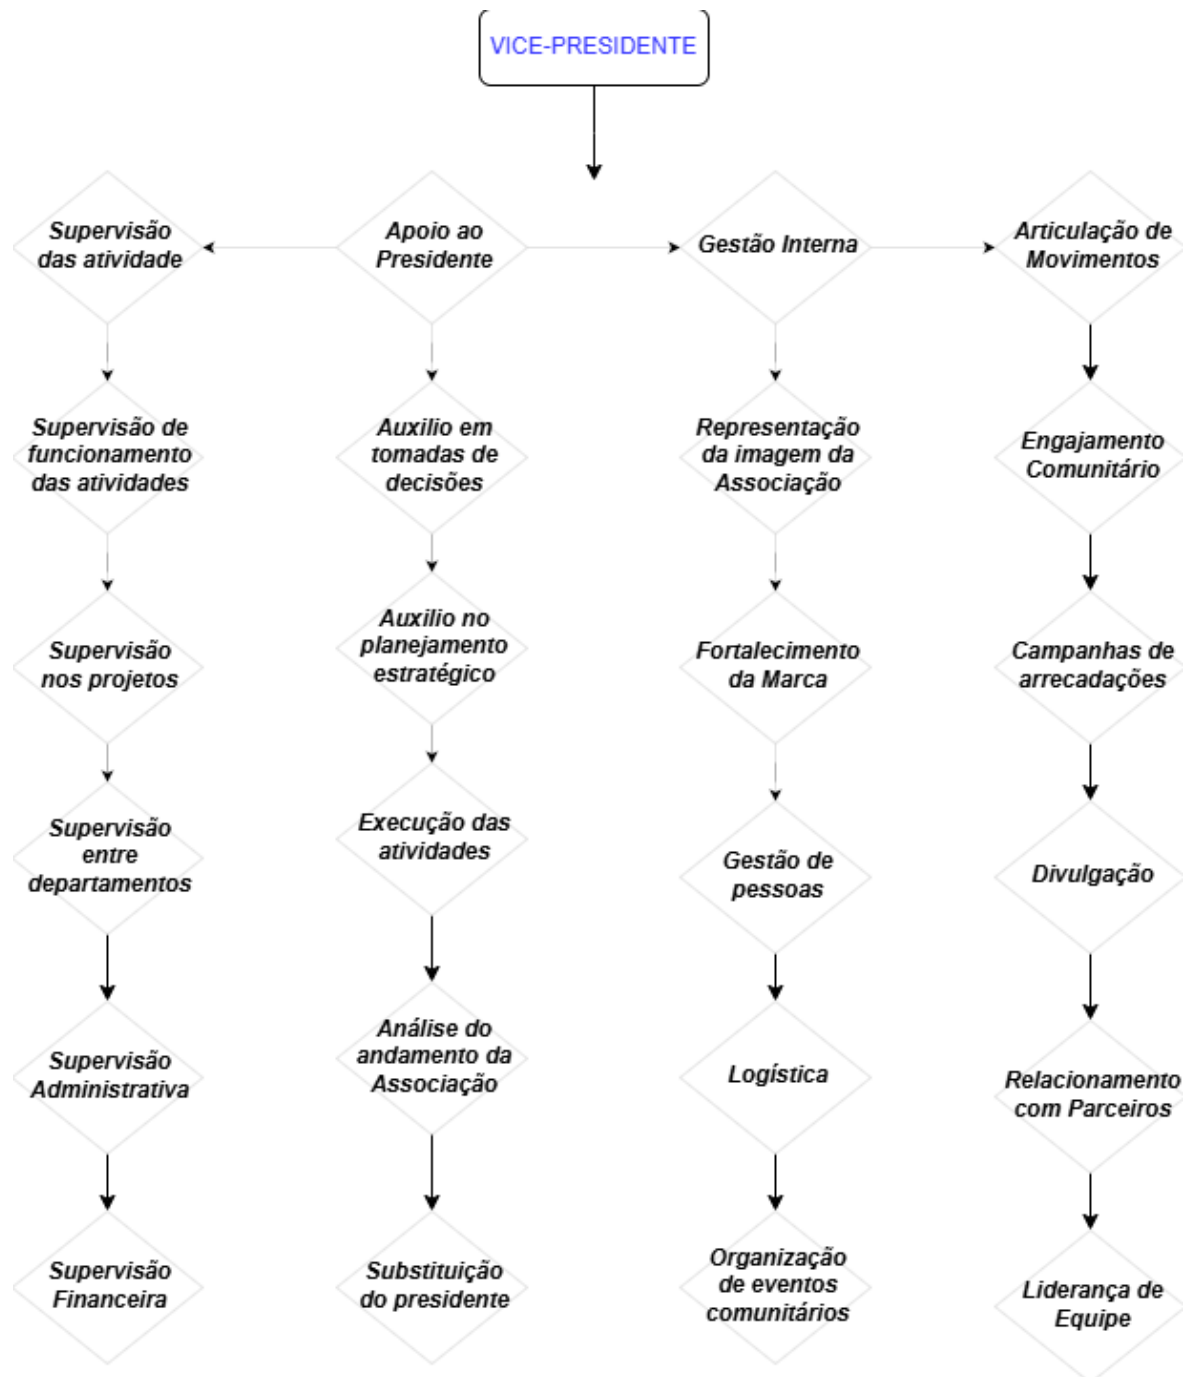 VICE-PRESIDENTE
Supervisão
das atividade
Apoio ao
Presidente
Gestão Interna
Articulação de
Movimentos
Supervisão de
funcionamento
das atividades
Auxilio em
tomadas de
decisões
Representação
da imagem da
Associação
Engajamento
Comunitário
Supervisão
nos projetos
Auxilio no
planejamento
estratégico
Fortalecimento
da Marca
Campanhas de
arrecadações
Supervisão
entre
departamentos
Execução das
atividades
Gestão de
pessoas
Divulgação
Supervisão
Administrativa
Análise do
andamento da
Associação
Logística
Relacionamento
com Parceiros
Supervisão
Financeira
Substituição
do presidente
Organização
de eventos
comunitários
Liderança de
Equipe